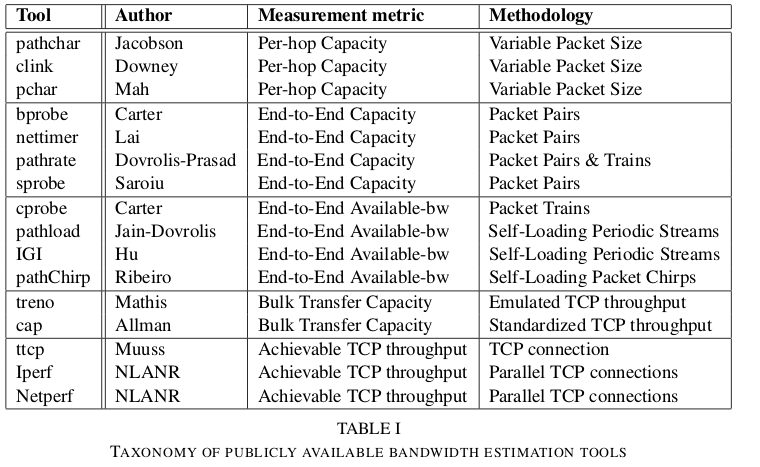 Tool Author Measurement metric Methodology
pathchar Jacobson Per-hop Capacity Variable Packet Size
clink Downey Per-hop Capacity Variable Packet Size
pchar Mah Per-hop Capacity Variable Packet Size
bprobe Carter End-to-End Capacity Packet Pairs
nettimer Lai End-to-End Capacity Packet Pairs
pathrate Dovrolis-Prasad End-to-End Capacity Packet Pairs & Trains
sprobe Saroiu End-to-End Capacity Packet Pairs
cprobe Carter End-to-End Available-bw Packet Trains
pathload Jain-Dovrolis End-to-End Available-bw Self-Loading Periodic Streams
IGI Hu End-to-End Available-bw Self-Loading Periodic Streams
pathChirp Ribeiro End-to-End Available-bw Self-Loading Packet Chirps
treno Mathis Bulk Transfer Capacity Emulated TCP throughput
cap Allman Bulk Transfer Capacity Standardized TCP throughput
ttcp Muuss Achievable TCP throughput TCP connection
Iperf NLANR Achievable TCP throughput Parallel TCP connections
Netperf NLANR Achievable TCP throughput Parallel TCP connections
TABLE I
TAXONOMY OF PUBLICLY AVAILABLE BANDWIDTH ESTIMATION TOOLS